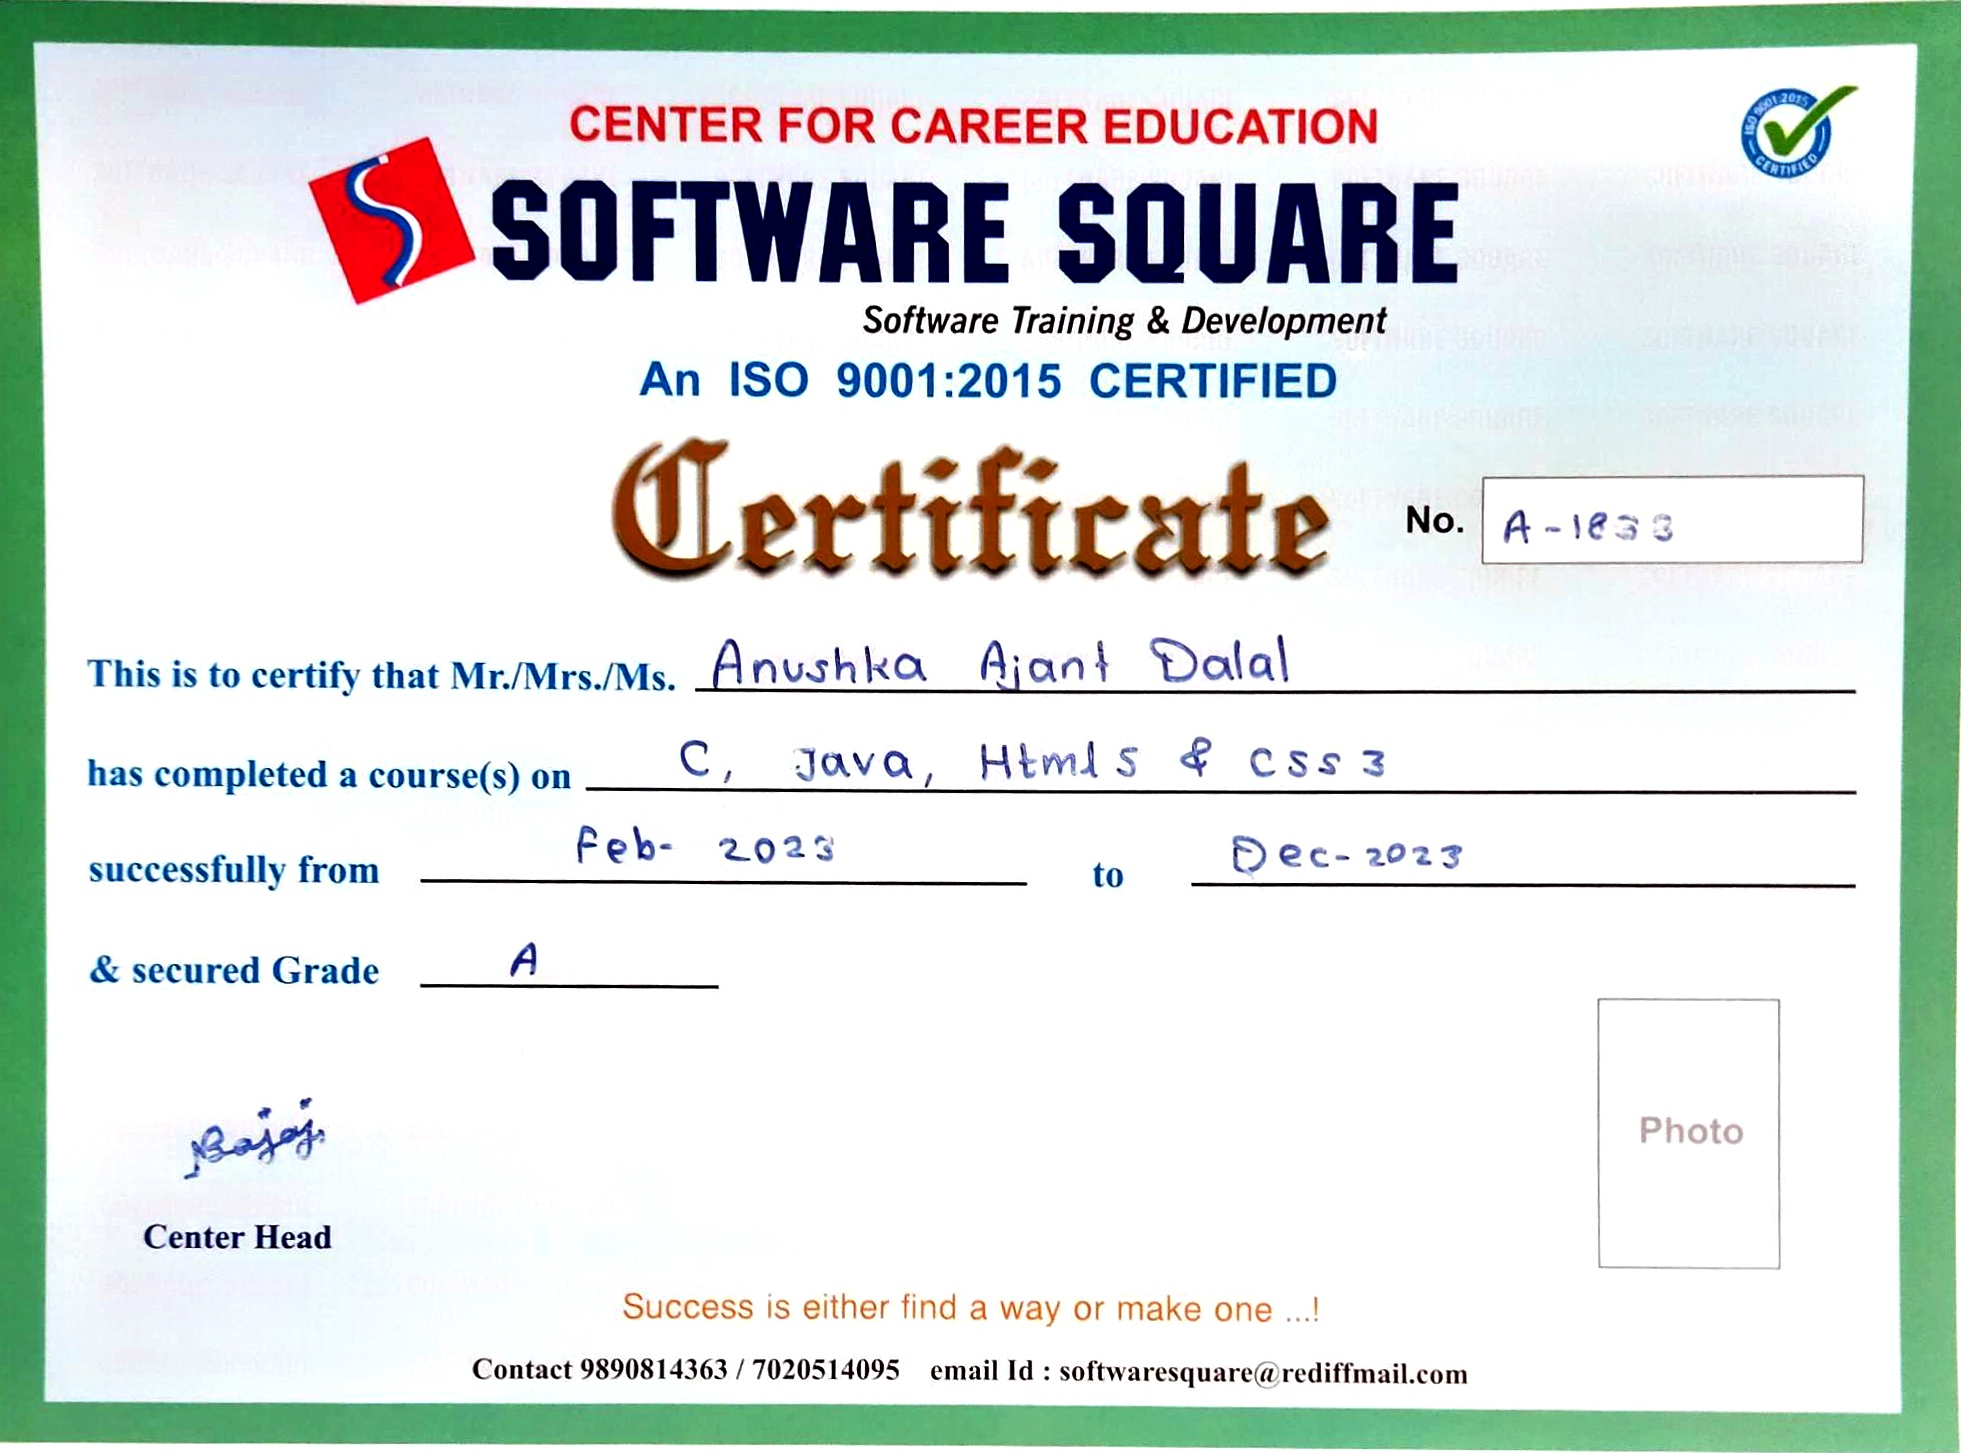 CENTER FOR CAREER EDUCATION
ISO 9001:2015 CERTIFIED
SOFTWARE SQUARE
Software Training & Development
An ISO 9001:2015 CERTIFIED
Certificate
No. A-1833
This is to certify that Mr./Mrs./Ms. Anushka Ajant Dalal
has completed a course(s) on C, Java, Html5 & CSS3
successfully from Feb- 2023 to Dec-2023
& secured Grade A
Bajaj
Photo
Center Head
Success is either find a way or make one ...!
Contact 9890814363 / 7020514095 email Id : softwaresquare@rediffmail.com